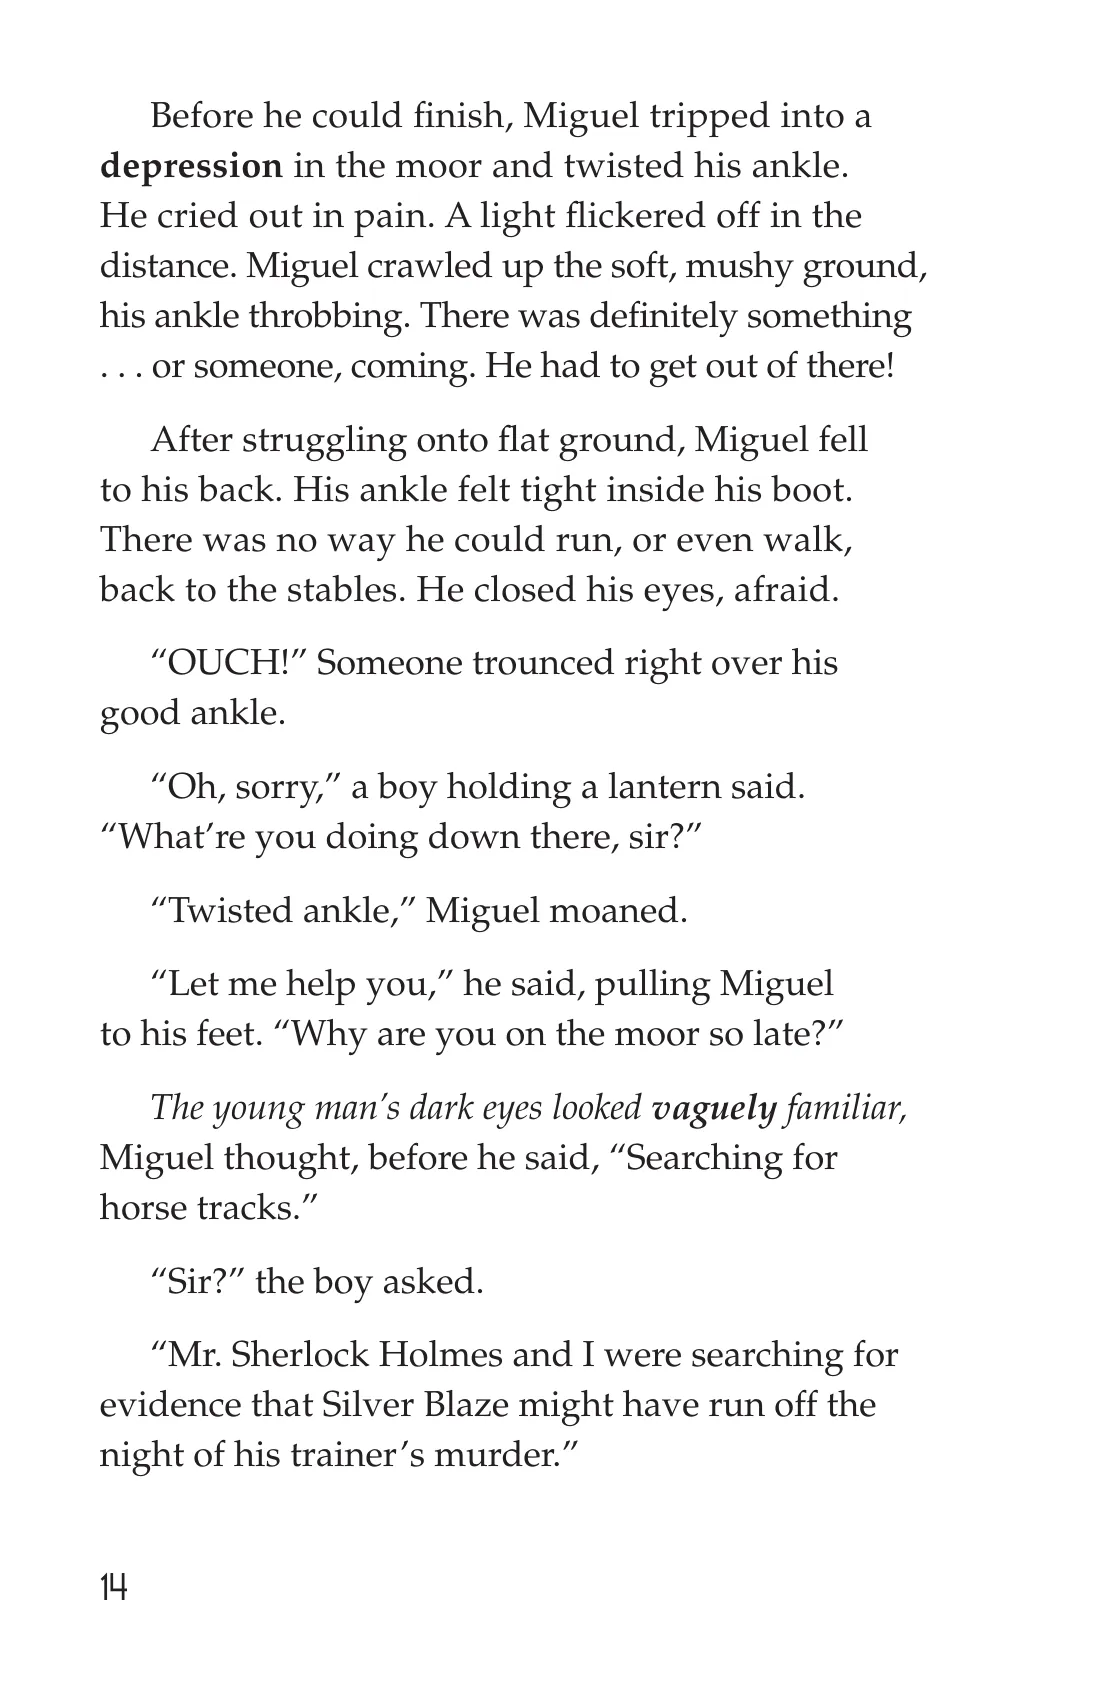 Before he could finish, Miguel tripped into a
depression in the moor and twisted his ankle.
He cried out in pain. A light flickered off in the
distance. Miguel crawled up the soft, mushy ground,
his ankle throbbing. There was definitely something
. . . or someone, coming. He had to get out of there!
After struggling onto flat ground, Miguel fell
to his back. His ankle felt tight inside his boot.
There was no way he could run, or even walk,
back to the stables. He closed his eyes, afraid.
“OUCH!” Someone trounced right over his
good ankle.
“Oh, sorry,” a boy holding a lantern said.
“What’re you doing down there, sir?”
“Twisted ankle,” Miguel moaned.
“Let me help you,” he said, pulling Miguel
to his feet. “Why are you on the moor so late?”
The young man’s dark eyes looked vaguely familiar,
Miguel thought, before he said, “Searching for
horse tracks.”
“Sir?” the boy asked.
“Mr. Sherlock Holmes and I were searching for
evidence that Silver Blaze might have run off the
night of his trainer’s murder.”
14